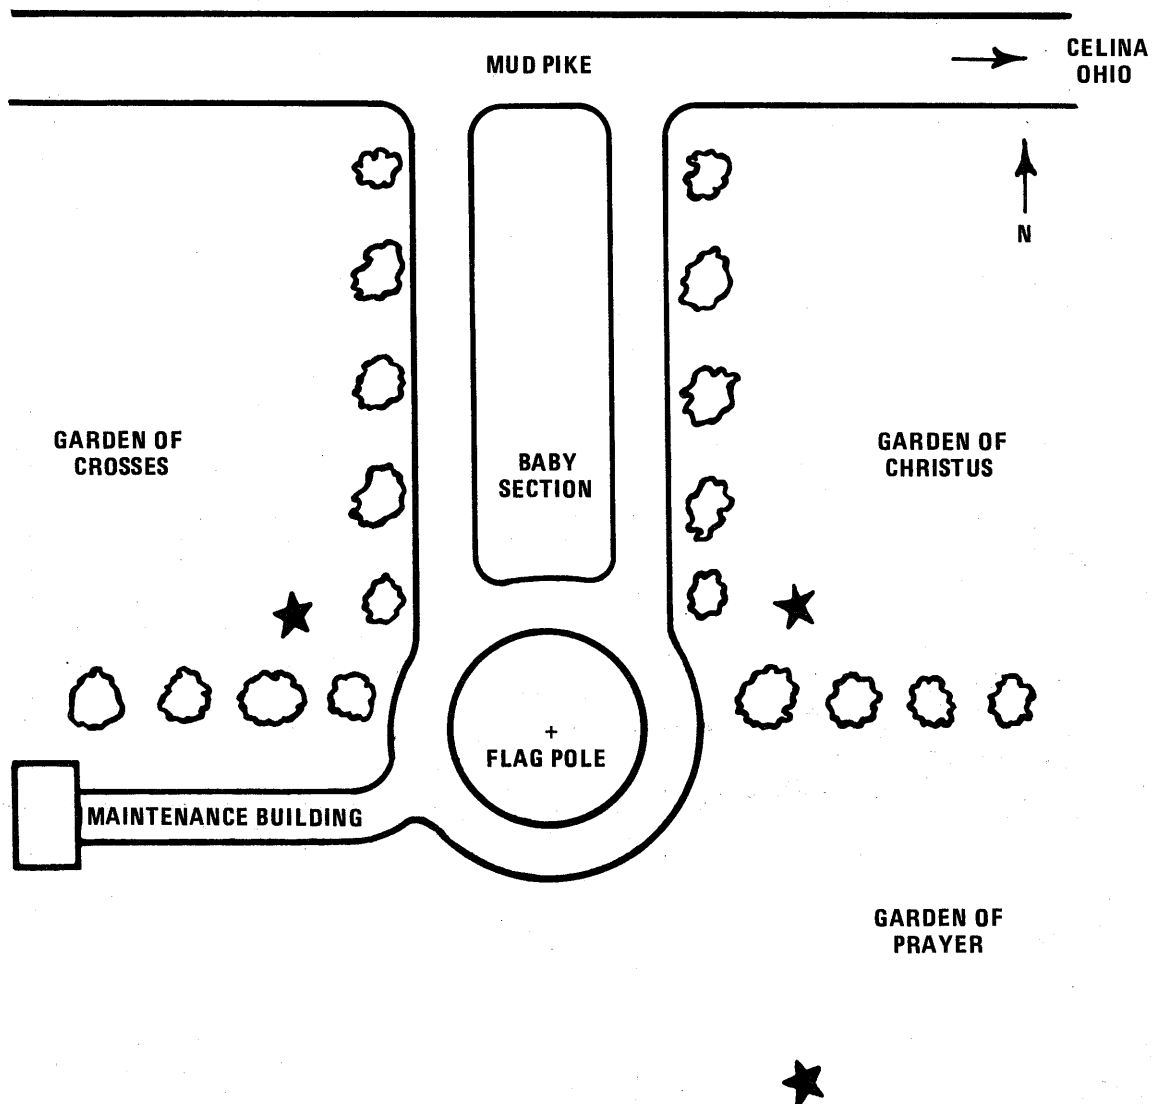 MUD PIKE
CELINA
OHIO
N
GARDEN OF
CROSSES
BABY
SECTION
GARDEN OF
CHRISTUS
FLAG POLE
MAINTENANCE BUILDING
GARDEN OF
PRAYER